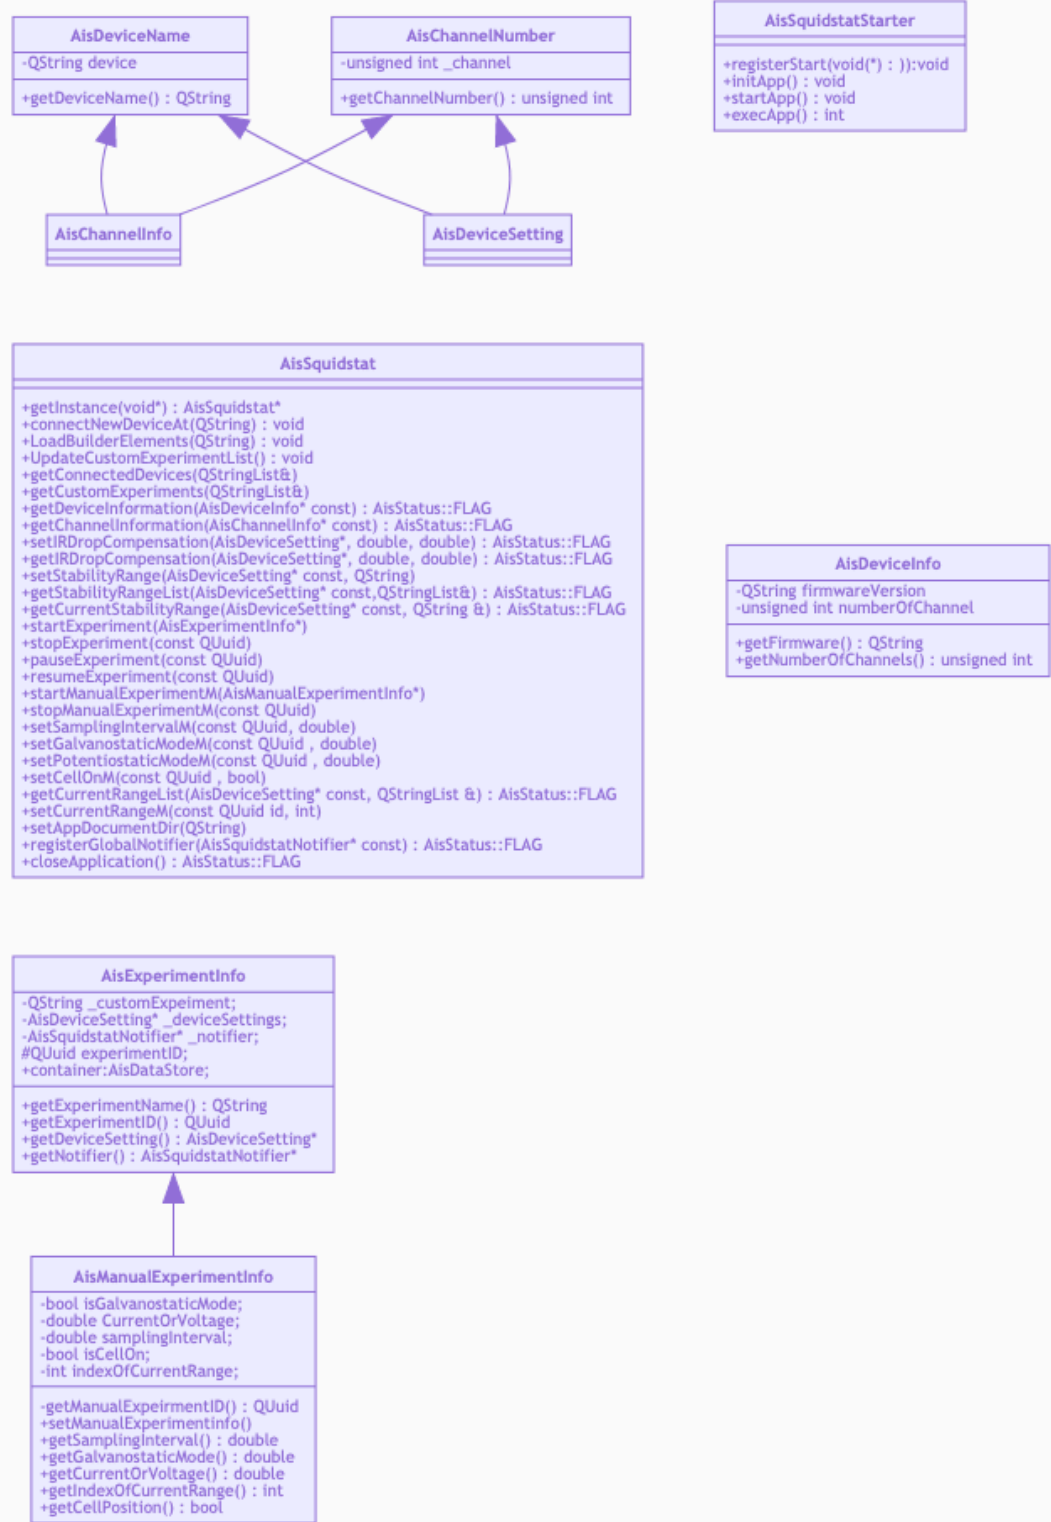 AisDeviceName
-QString device
+getDeviceName() : QString
AisChannelNumber
-unsigned int _channel
+getChannelNumber() : unsigned int
AisSquidstatStarter
+registerStart(void(*) : )):void
+initApp() : void
+startApp() : void
+execApp() : int
AisChannelInfo
AisDeviceSetting
AisSquidstat
+getInstance(void*) : AisSquidstat*
+connectNewDeviceAt(QString) : void
+LoadBuilderElements(QString) : void
+UpdateCustomExperimentList() : void
+getConnectedDevices(QStringList&)
+getCustomExperiments(QStringList&)
+getDeviceInformation(AisDeviceInfo* const) : AisStatus::FLAG
+getChannelInformation(AisChannelInfo* const) : AisStatus::FLAG
+setIRDropCompensation(AisDeviceSetting*, double, double) : AisStatus::FLAG
+getIRDropCompensation(AisDeviceSetting*, double, double) : AisStatus::FLAG
+setStabilityRange(AisDeviceSetting* const, QString)
+getStabilityRangeList(AisDeviceSetting* const,QStringList&) : AisStatus::FLAG
+getCurrentStabilityRange(AisDeviceSetting* const, QString &) : AisStatus::FLAG
+startExperiment(AisExperimentInfo*)
+stopExperiment(const QUuid)
+pauseExperiment(const QUuid)
+resumeExperiment(const QUuid)
+startManualExperimentM(AisManualExperimentInfo*)
+stopManualExperimentM(const QUuid)
+setSamplingIntervalM(const QUuid, double)
+setGalvanostaticModeM(const QUuid , double)
+setPotentiostaticModeM(const QUuid , double)
+setCellOnM(const QUuid , bool)
+getCurrentRangeList(AisDeviceSetting* const, QStringList &) : AisStatus::FLAG
+setCurrentRangeM(const QUuid id, int)
+setAppDocumentDir(QString)
+registerGlobalNotifier(AisSquidstatNotifier* const) : AisStatus::FLAG
+closeApplication() : AisStatus::FLAG
AisDeviceInfo
-QString firmwareVersion
-unsigned int numberOfChannel
+getFirmware() : QString
+getNumberOfChannels() : unsigned int
AisExperimentInfo
-QString _customExpeiment;
-AisDeviceSetting* _deviceSettings;
-AisSquidstatNotifier* _notifier;
#QUuid experimentID;
+container:AisDataStore;
+getExperimentName() : QString
+getExperimentID() : QUuid
+getDeviceSetting() : AisDeviceSetting*
+getNotifier() : AisSquidstatNotifier*
AisManualExperimentInfo
-bool isGalvanostaticMode;
-double CurrentOrVoltage;
-double samplingInterval;
-bool isCellOn;
-int indexOfCurrentRange;
-getManualExpeirmentID() : QUuid
+setManualExperimentinfo()
+getSamplingInterval() : double
+getGalvanostaticMode() : double
+getCurrentOrVoltage() : double
+getIndexOfCurrentRange() : int
+getCellPosition() : bool